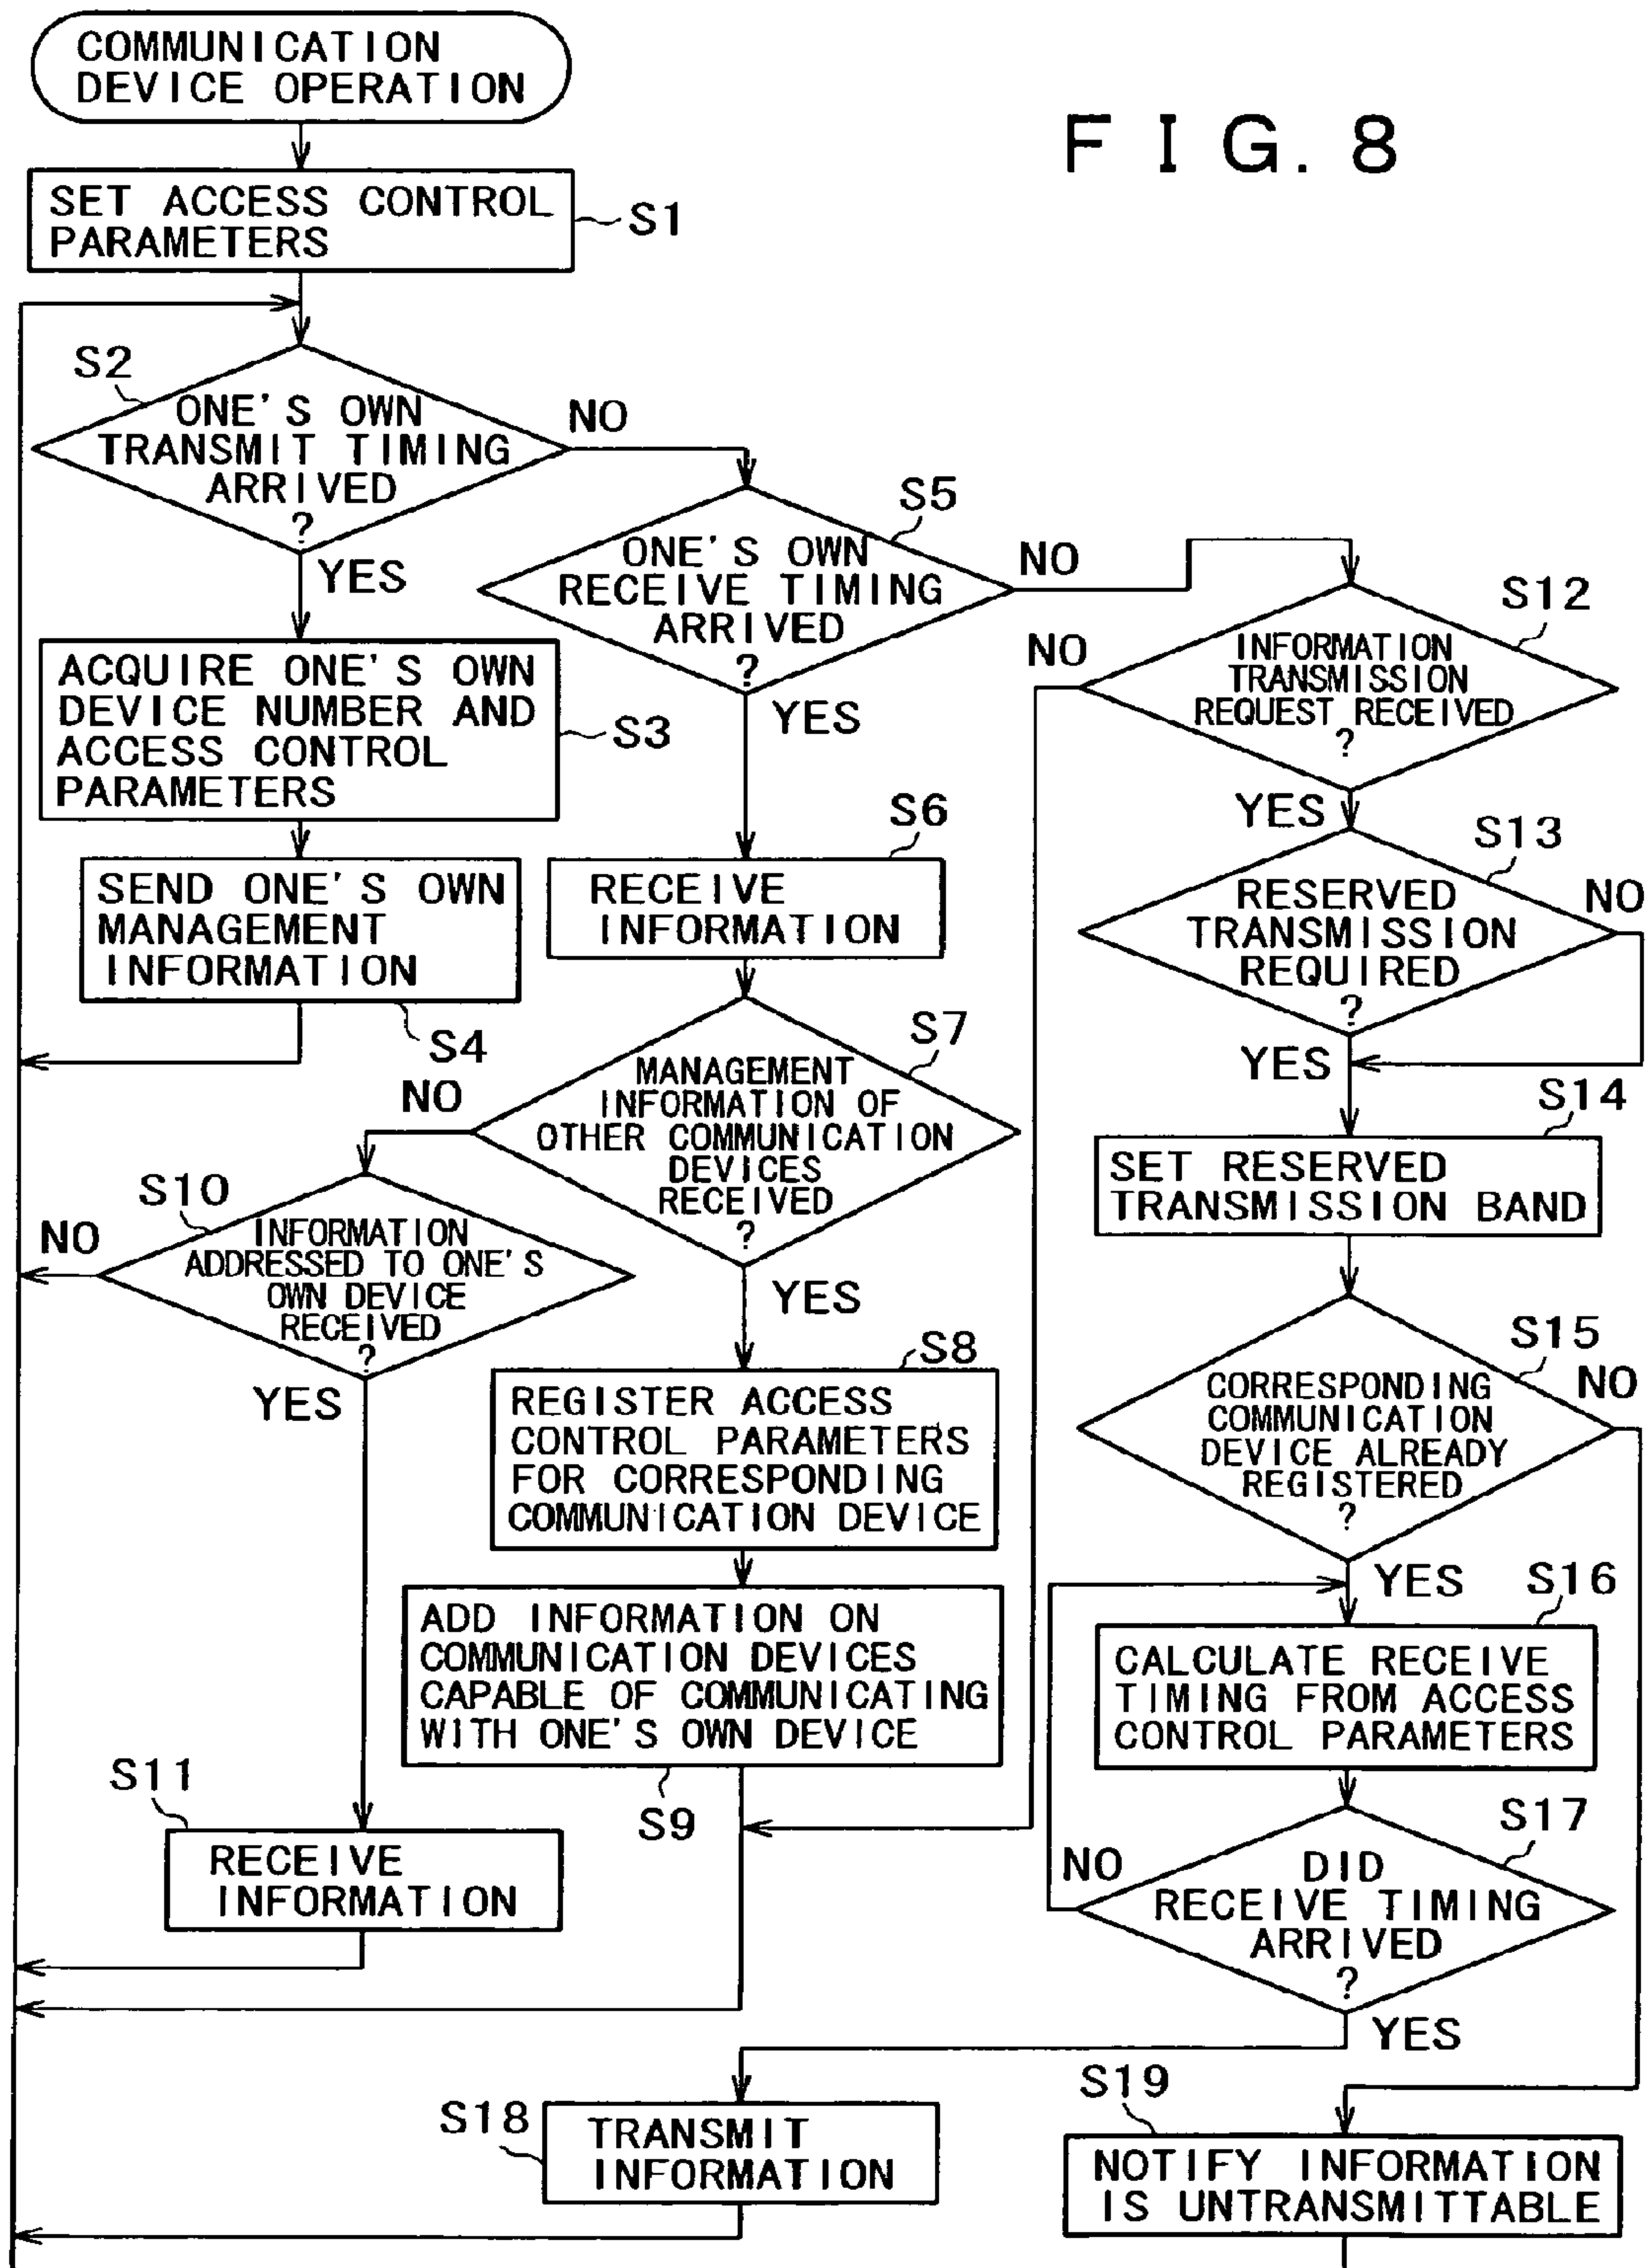 COMMUNICATION
DEVICE OPERATION
FIG. 8
SET ACCESS CONTROL
PARAMETERS
S1
S2
ONE'S OWN
TRANSMIT TIMING
ARRIVED
?
NO
YES
S5
ONE'S OWN
RECEIVE TIMING
ARRIVED
?
NO
YES
ACQUIRE ONE'S OWN
DEVICE NUMBER AND
ACCESS CONTROL
PARAMETERS
S3
SEND ONE'S OWN
MANAGEMENT
INFORMATION
S4
S6
RECEIVE
INFORMATION
S7
MANAGEMENT
INFORMATION OF
OTHER COMMUNICATION
DEVICES
RECEIVED
?
NO
YES
S10
INFORMATION
ADDRESSED TO ONE'S
OWN DEVICE
RECEIVED
?
NO
YES
S8
REGISTER ACCESS
CONTROL PARAMETERS
FOR CORRESPONDING
COMMUNICATION DEVICE
ADD INFORMATION ON
COMMUNICATION DEVICES
CAPABLE OF COMMUNICATING
WITH ONE'S OWN DEVICE
S9
S11
RECEIVE
INFORMATION
S12
INFORMATION
TRANSMISSION
REQUEST RECEIVED
?
NO
YES
S13
RESERVED
TRANSMISSION
REQUIRED
?
NO
YES
S14
SET RESERVED
TRANSMISSION BAND
S15
CORRESPONDING
COMMUNICATION
DEVICE ALREADY
REGISTERED
?
NO
YES
S16
CALCULATE RECEIVE
TIMING FROM ACCESS
CONTROL PARAMETERS
S17
DID
RECEIVE TIMING
ARRIVED
?
NO
YES
S18
TRANSMIT
INFORMATION
S19
NOTIFY INFORMATION
IS UNTRANSMITTABLE